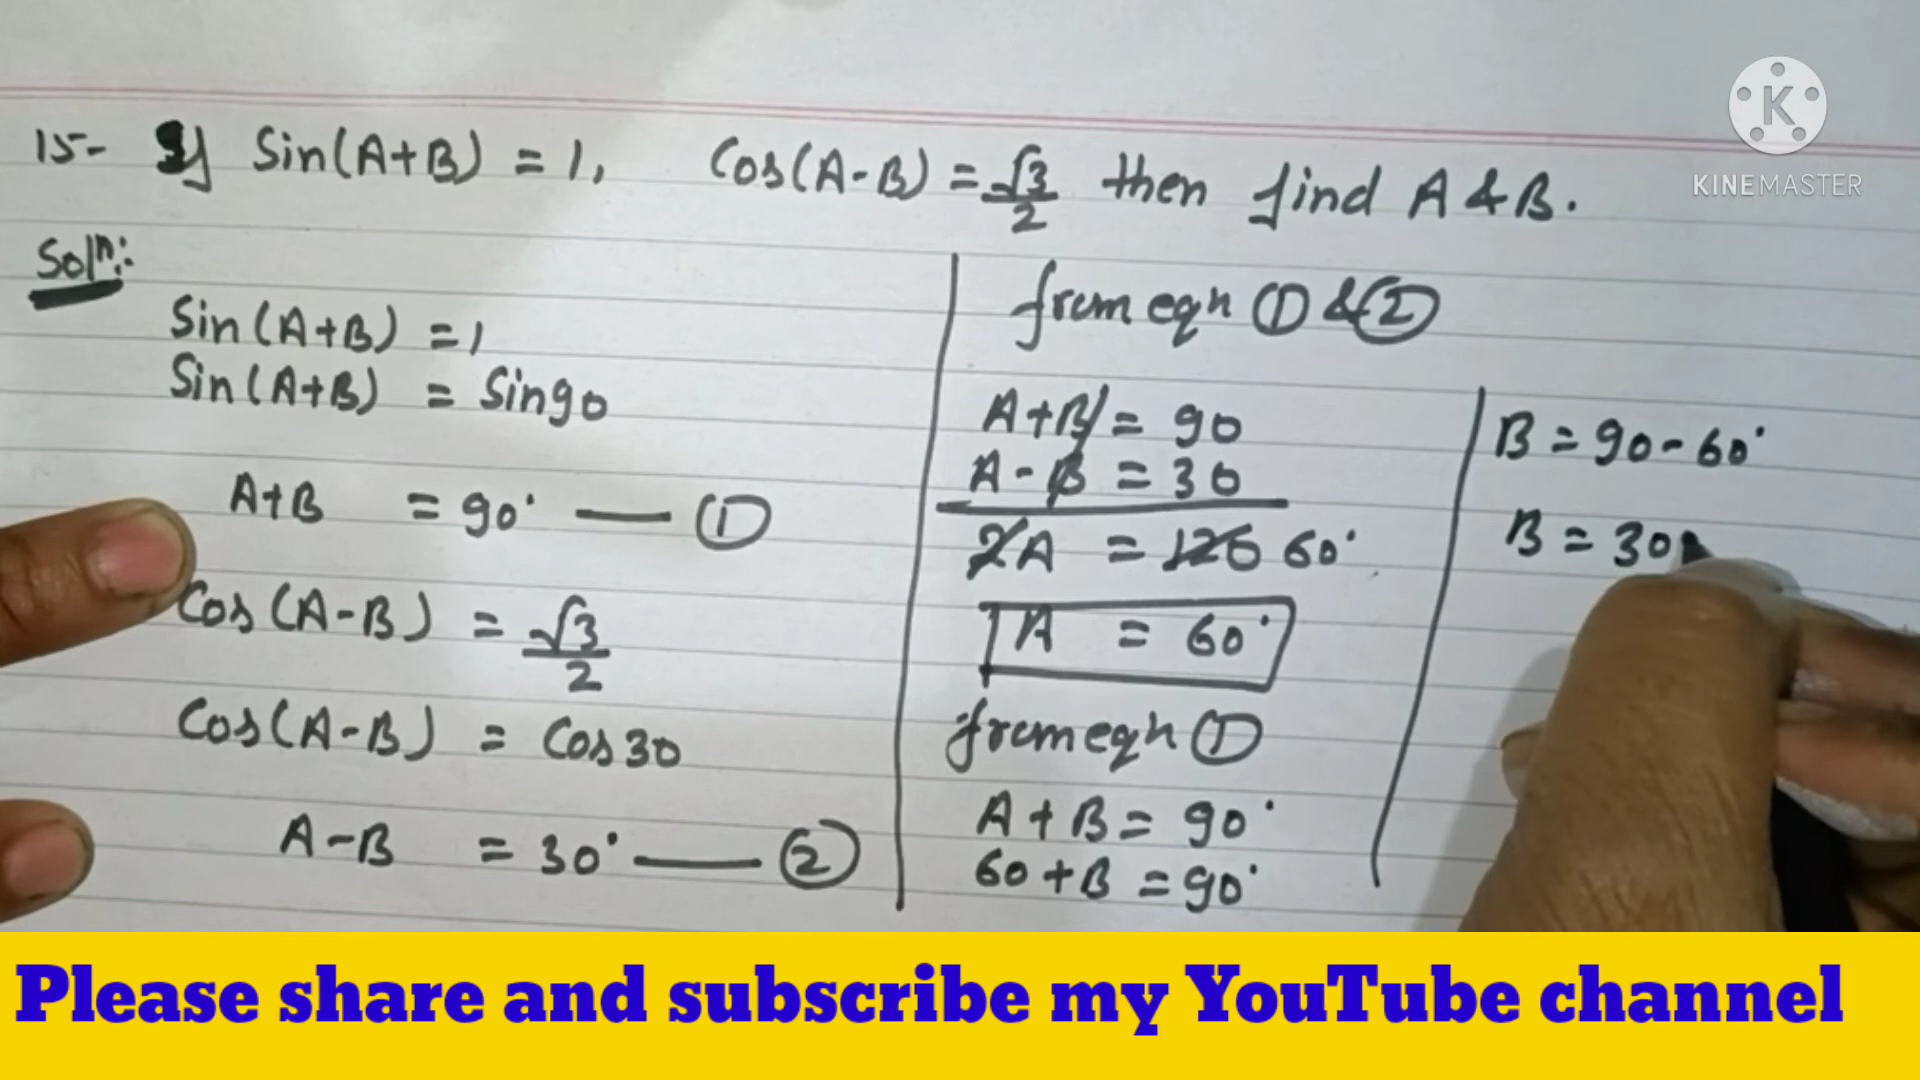 KINEMASTER
15- If Sin(A+B) = 1, Cos(A-B) = √3/2 then find A & B.
Solⁿ:
Sin(A+B) = 1
Sin(A+B) = Sin90
A+B = 90° — ①
Cos(A-B) = √3/2
Cos(A-B) = Cos30
A-B = 30° — ②
from eqn ① & ②
A+B = 90
A-B = 30
2A = 120 60°
A = 60°
from eqn ①
A+B = 90°
60+B = 90°
B = 90-60°
B = 30
Please share and subscribe my YouTube channel